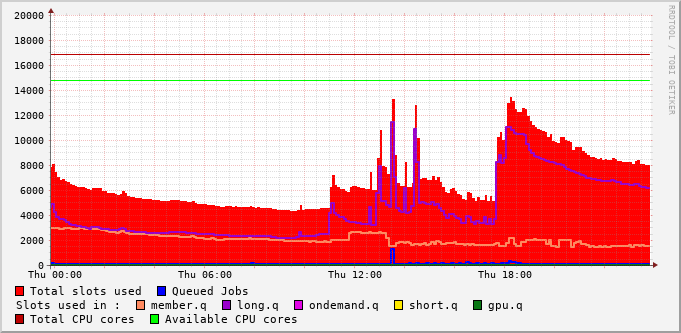 20000
18000
16000
14000
12000
10000
8000
6000
4000
2000
0
Thu 00:00 Thu 06:00 Thu 12:00 Thu 18:00
RRDTOOL / TOBI OETIKER
Total slots used Queued Jobs
Slots used in : member.q long.q ondemand.q short.q gpu.q
Total CPU cores Available CPU cores